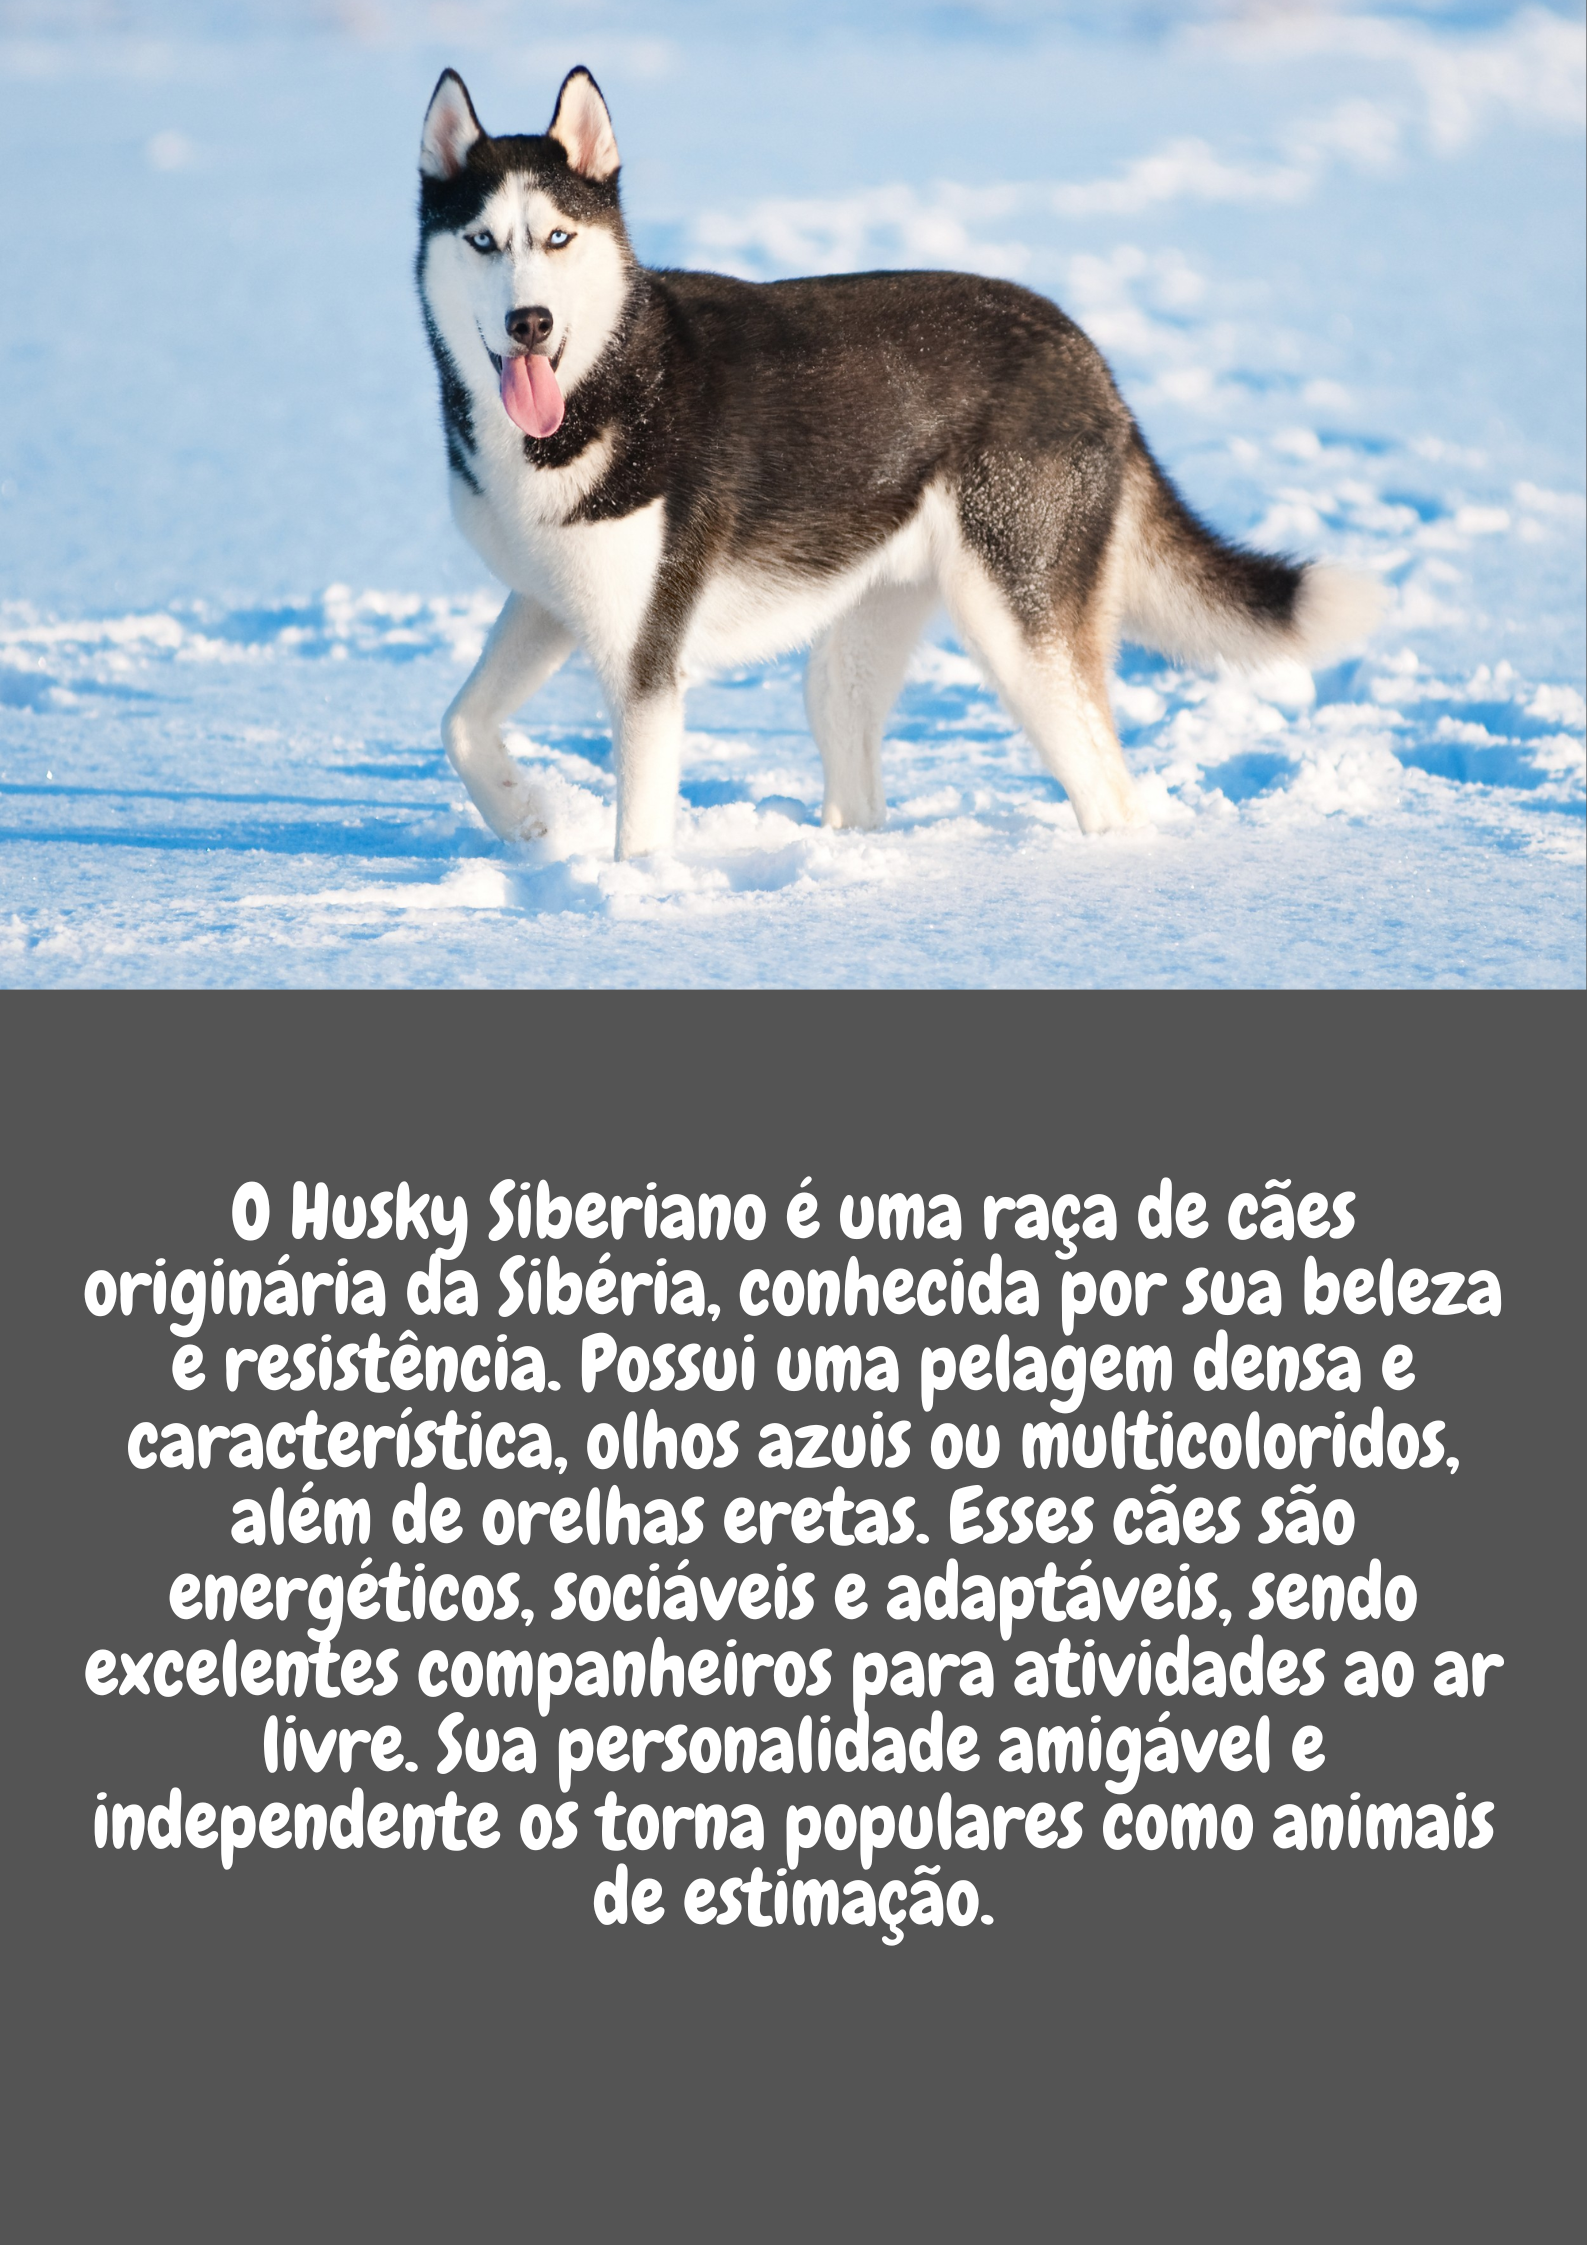 O Husky Siberiano é uma raça de cães
originária da Sibéria, conhecida por sua beleza
e resistência. Possui uma pelagem densa e
característica, olhos azuis ou multicoloridos,
além de orelhas eretas. Esses cães são
energéticos, sociáveis e adaptáveis, sendo
excelentes companheiros para atividades ao ar
livre. Sua personalidade amigável e
independente os torna populares como animais
de estimação.